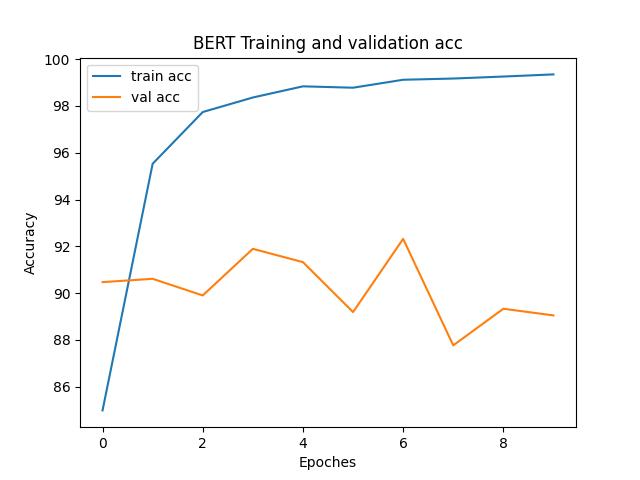 BERT Training and validation acc
train acc
val acc
100
98
96
94
92
90
88
86
Accuracy
0 2 4 6 8
Epoches